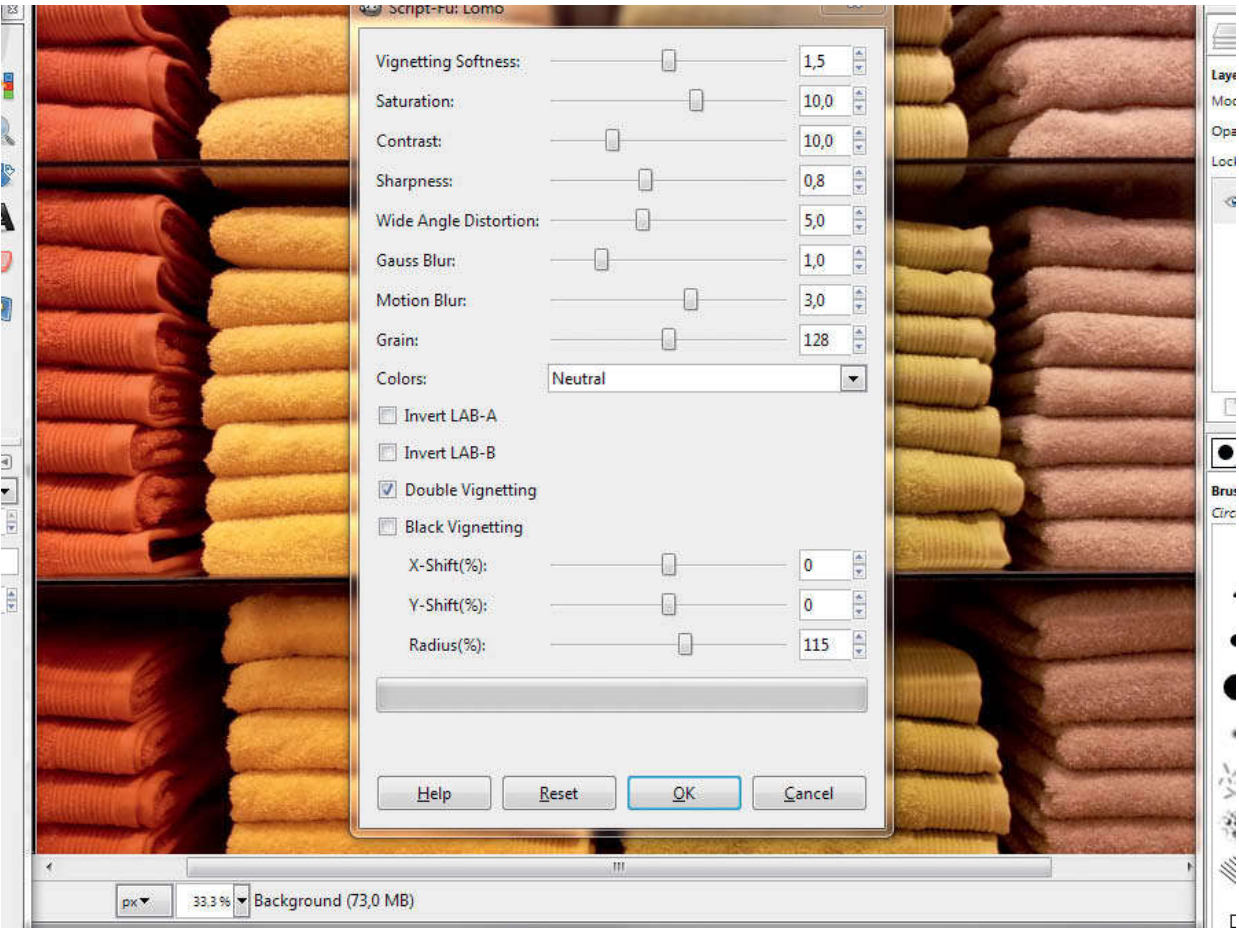 Script-Fu: Lomo
Vignetting Softness: 1,5
Saturation: 10,0
Contrast: 10,0
Sharpness: 0,8
Wide Angle Distortion: 5,0
Gauss Blur: 1,0
Motion Blur: 3,0
Grain: 128
Colors: Neutral
Invert LAB-A
Invert LAB-B
Double Vignetting
Black Vignetting
X-Shift(%): 0
Y-Shift(%): 0
Radius(%): 115
Help Reset OK Cancel
px 33,3 % Background (73,0 MB)